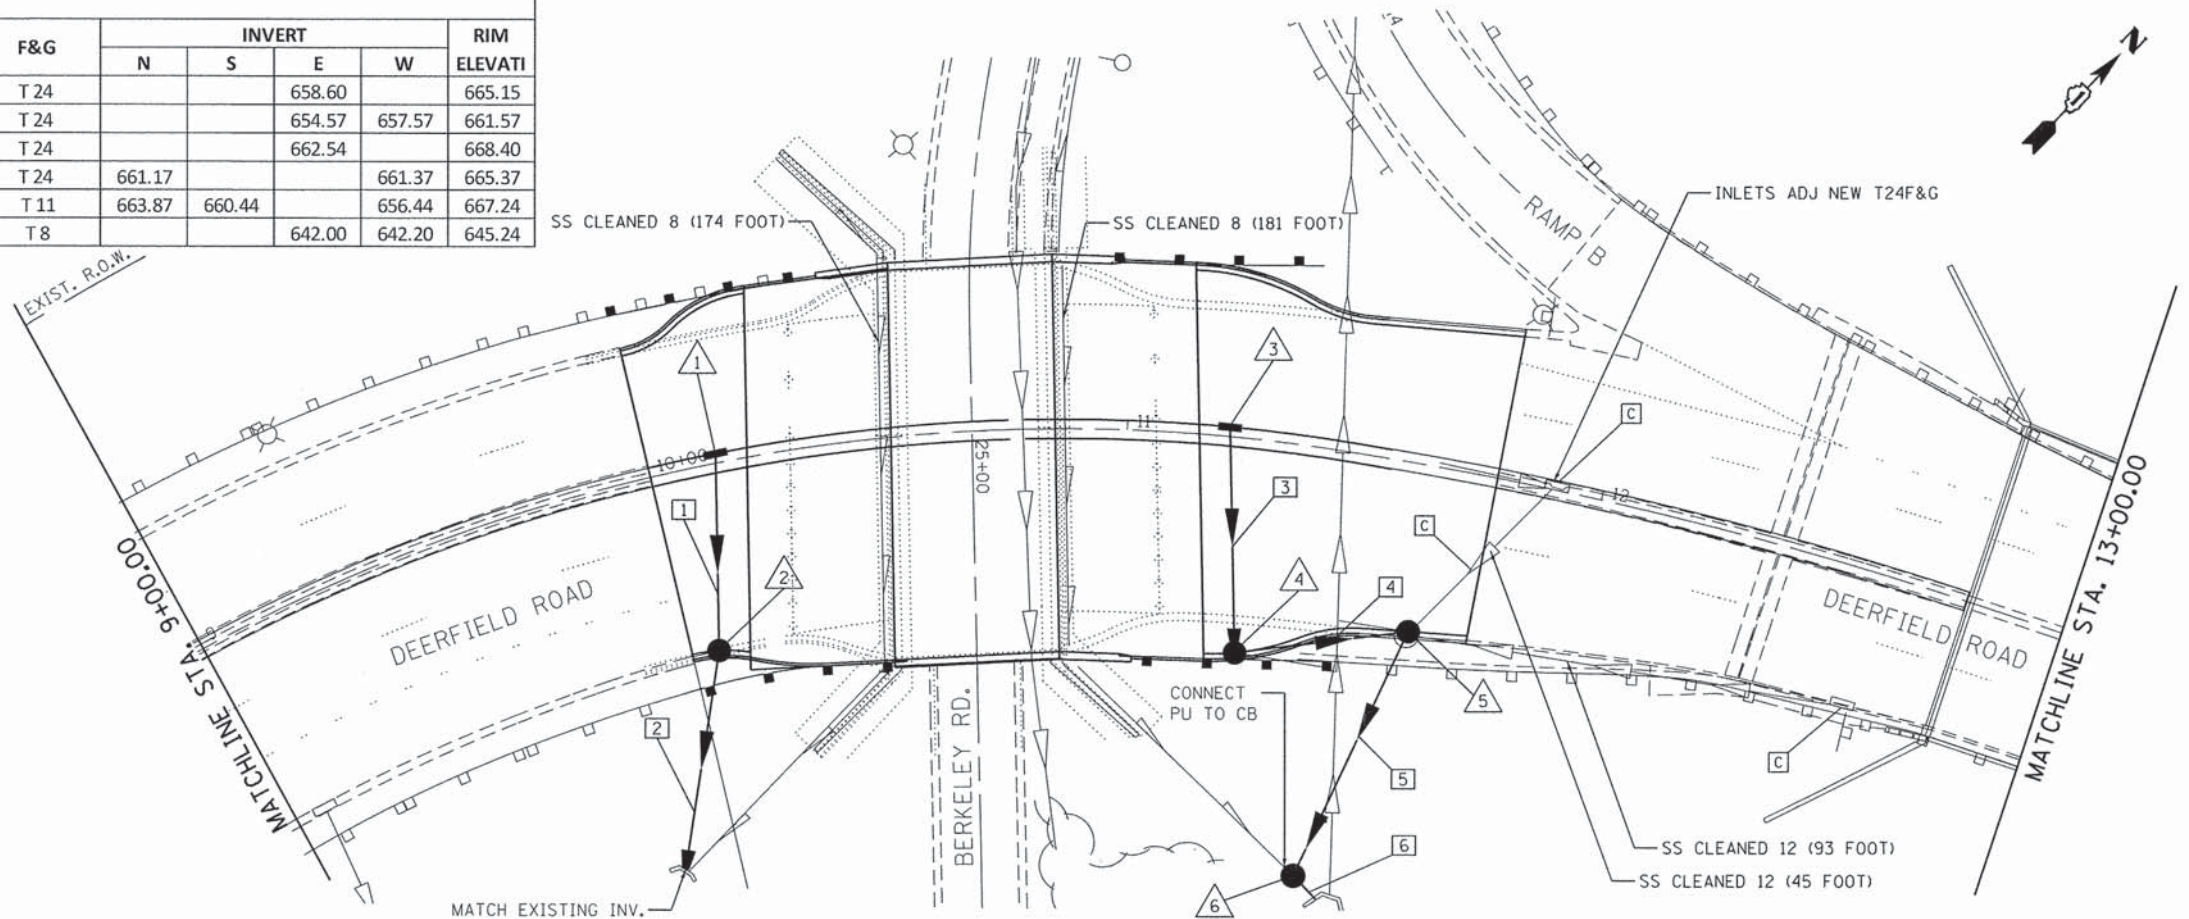 F&G INVERT RIM ELEVATI
N S E W
T 24 658.60 665.15
T 24 654.57 657.57 661.57
T 24 662.54 668.40
T 24 661.17 661.37 665.37
T 11 663.87 660.44 656.44 667.24
T 8 642.00 642.20 645.24
N
EXIST. R.O.W.
SS CLEANED 8 (174 FOOT)
SS CLEANED 8 (181 FOOT)
INLETS ADJ NEW T24F&G
RAMP B
1
3
C
11
10+00
25+00
12
1
3
C
2
4
4
C
9
MATCHLINE STA. 9+00.00
DEERFIELD ROAD
DEERFIELD ROAD
MATCHLINE STA. 13+00.00
2
BERKELEY RD.
CONNECT
PU TO CB
5
5
C
6
6
SS CLEANED 12 (93 FOOT)
SS CLEANED 12 (45 FOOT)
MATCH EXISTING INV.